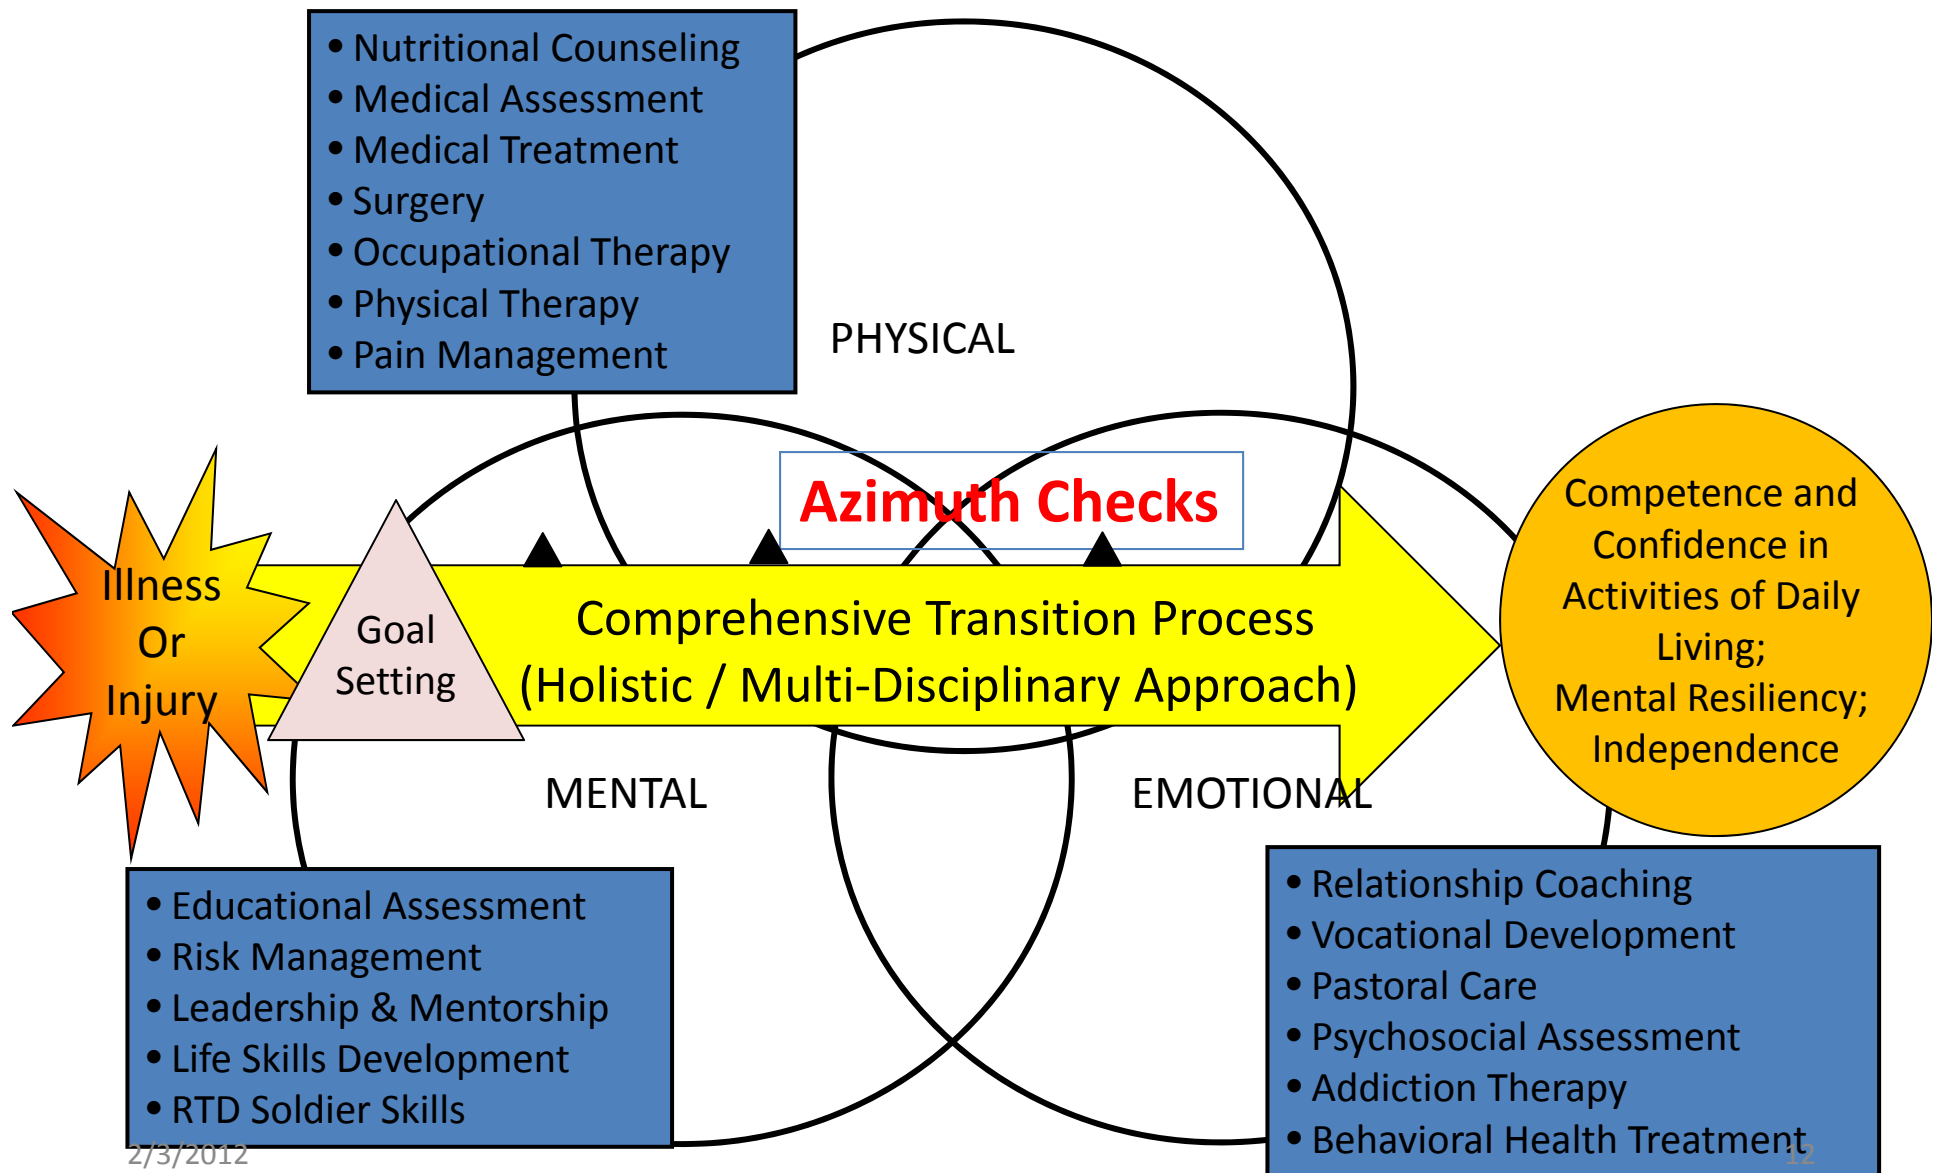 • Nutritional Counseling
• Medical Assessment
• Medical Treatment
• Surgery
• Occupational Therapy
• Physical Therapy
• Pain Management
PHYSICAL
Azimuth Checks
Illness
Or
Injury
Goal
Setting
Comprehensive Transition Process
(Holistic / Multi-Disciplinary Approach)
Competence and
Confidence in
Activities of Daily
Living;
Mental Resiliency;
Independence
MENTAL
EMOTIONAL
• Educational Assessment
• Risk Management
• Leadership & Mentorship
• Life Skills Development
• RTD Soldier Skills
• Relationship Coaching
• Vocational Development
• Pastoral Care
• Psychosocial Assessment
• Addiction Therapy
• Behavioral Health Treatment
2/3/2012
12